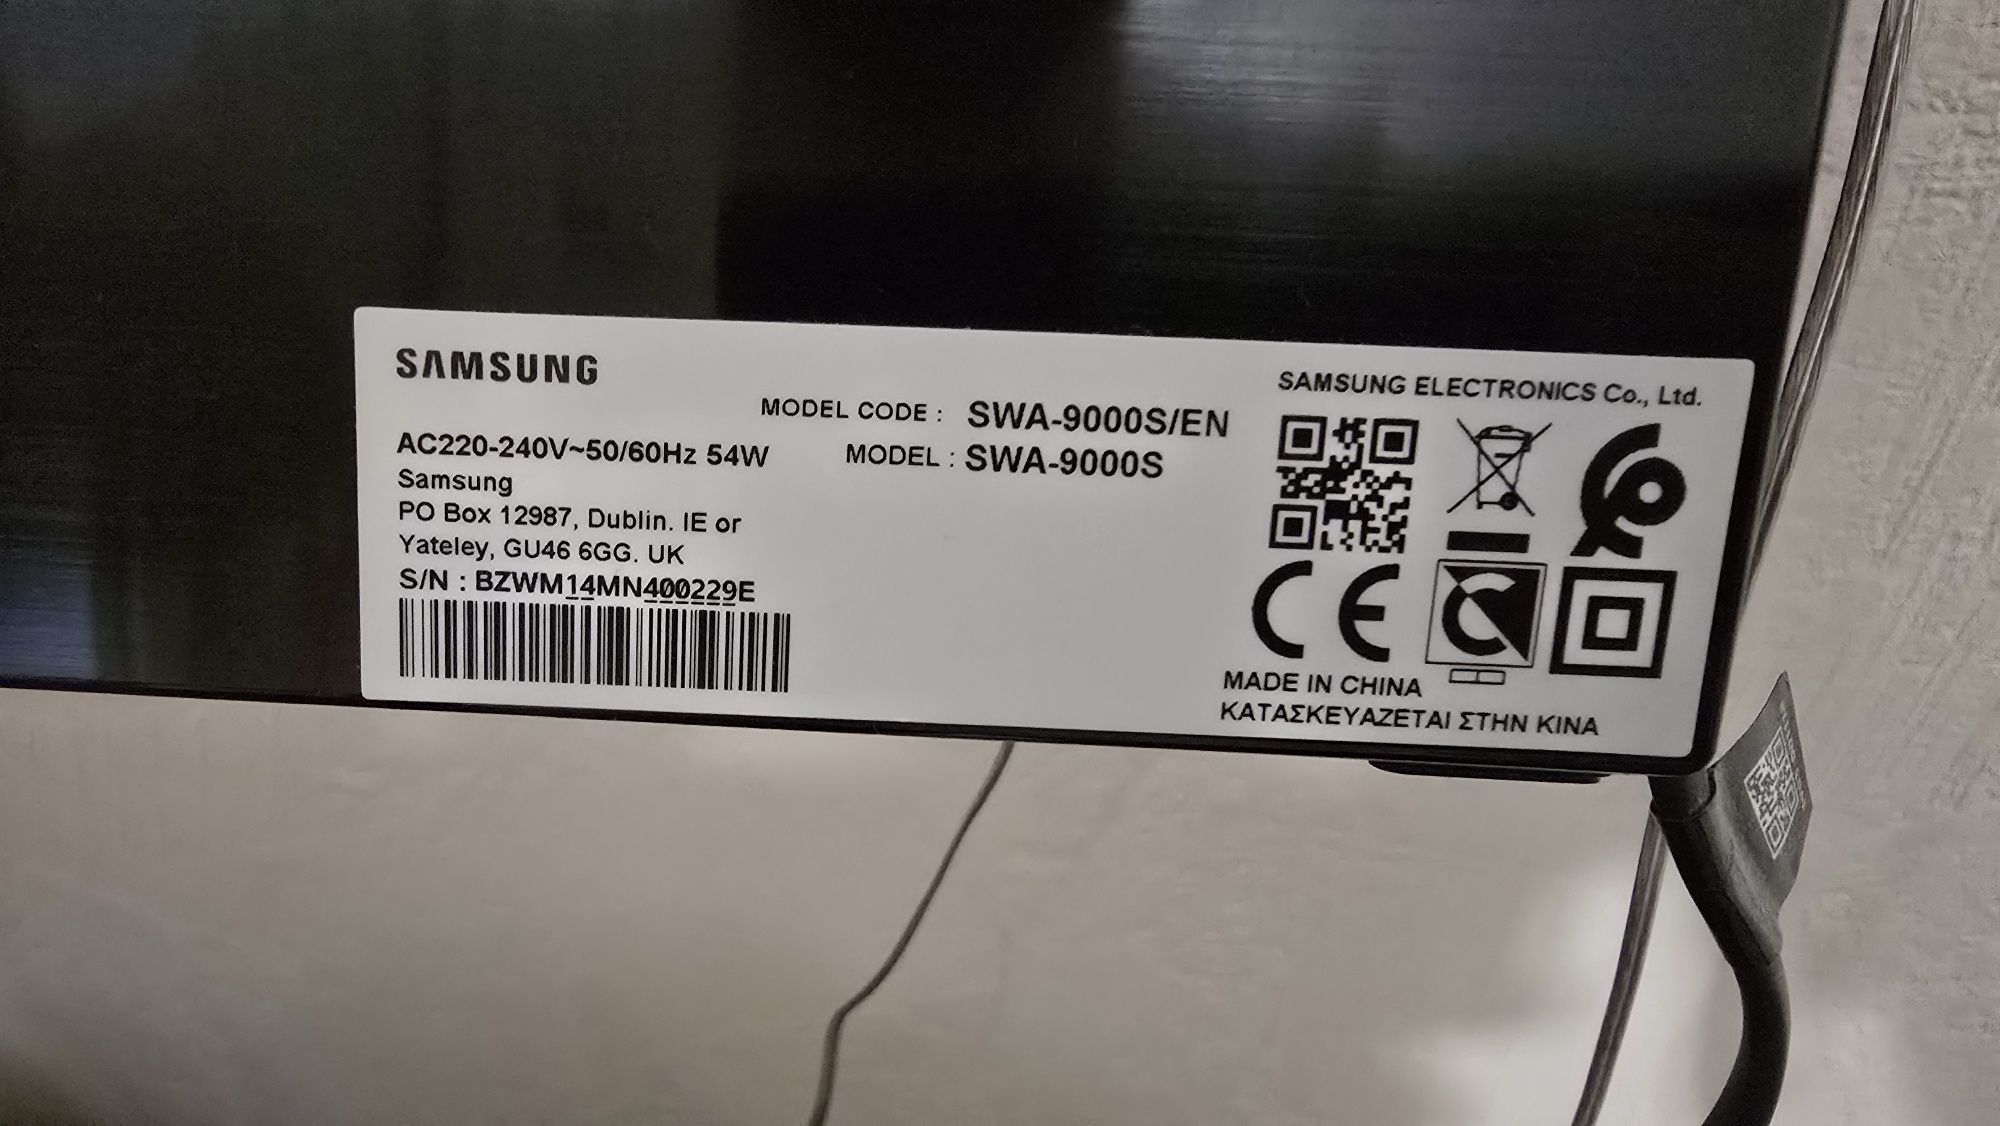 SAMSUNG
MODEL CODE : SWA-9000S/EN
AC220-240V~50/60Hz 54W
MODEL : SWA-9000S
Samsung
PO Box 12987, Dublin. IE or
Yateley, GU46 6GG. UK
S/N : BZWM14MN400229E
SAMSUNG ELECTRONICS Co., Ltd.
CE
MADE IN CHINA
ΚΑΤΑΣΚΕΥΑΖΕΤΑΙ ΣΤΗΝ ΚΙΝΑ